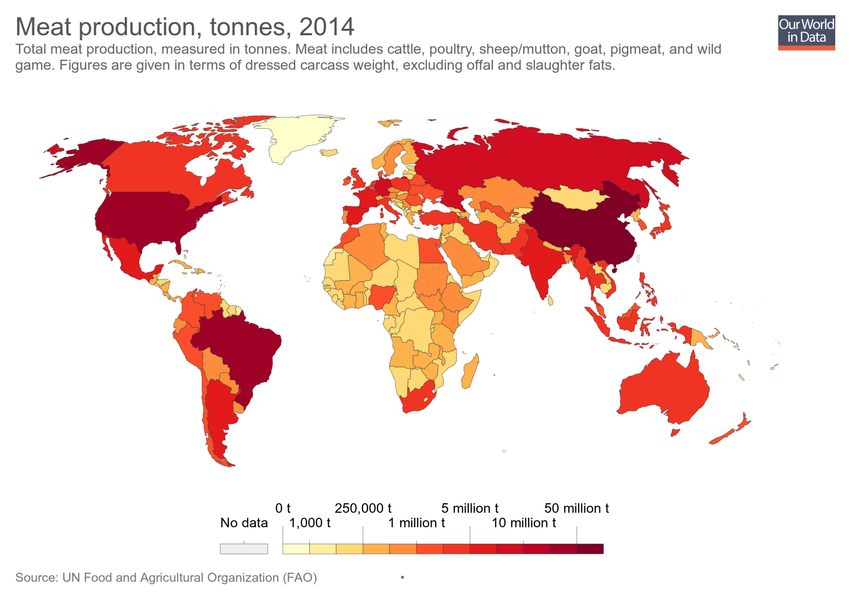 Meat production, tonnes, 2014
Our World
in Data
Total meat production, measured in tonnes. Meat includes cattle, poultry, sheep/mutton, goat, pigmeat, and wild
game. Figures are given in terms of dressed carcass weight, excluding offal and slaughter fats.
0 t 250,000 t 5 million t 50 million t
No data 1,000 t 1 million t 10 million t
Source: UN Food and Agricultural Organization (FAO)